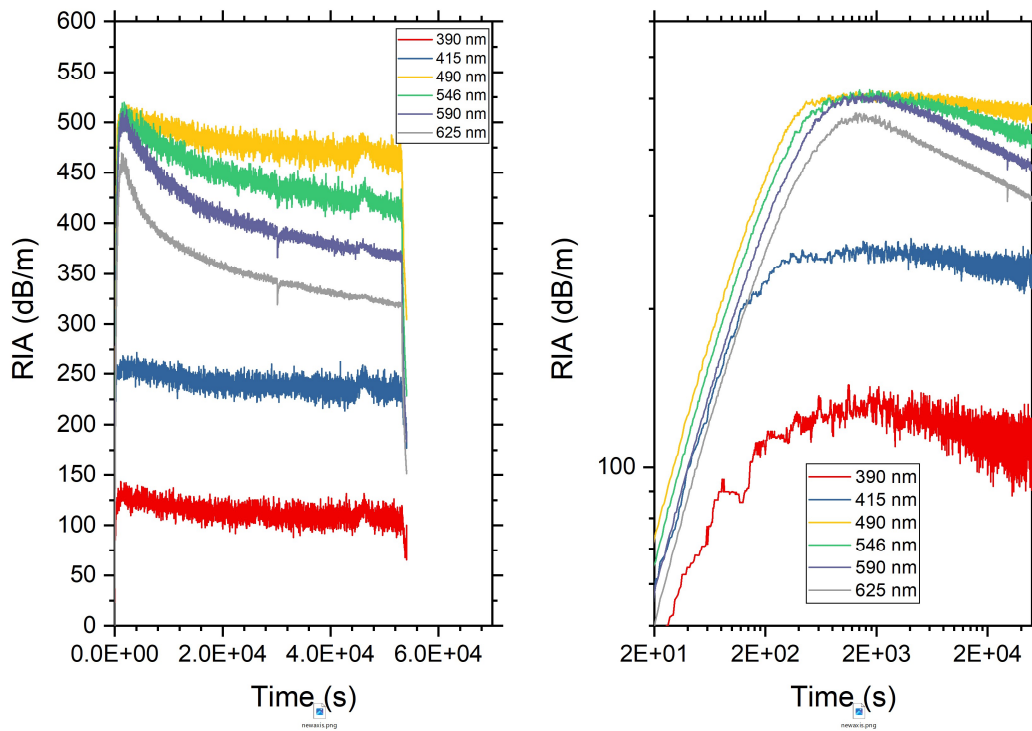 600
550
500
450
400
350
300
250
200
150
100
50
0
RIA (dB/m)
390 nm
415 nm
490 nm
546 nm
590 nm
625 nm
0.0E+00 2.0E+04 4.0E+04 6.0E+04
Time (s)
newaxis.png
RIA (dB/m)
100
390 nm
415 nm
490 nm
546 nm
590 nm
625 nm
2E+01 2E+02 2E+03 2E+04
Time (s)
newaxis.png